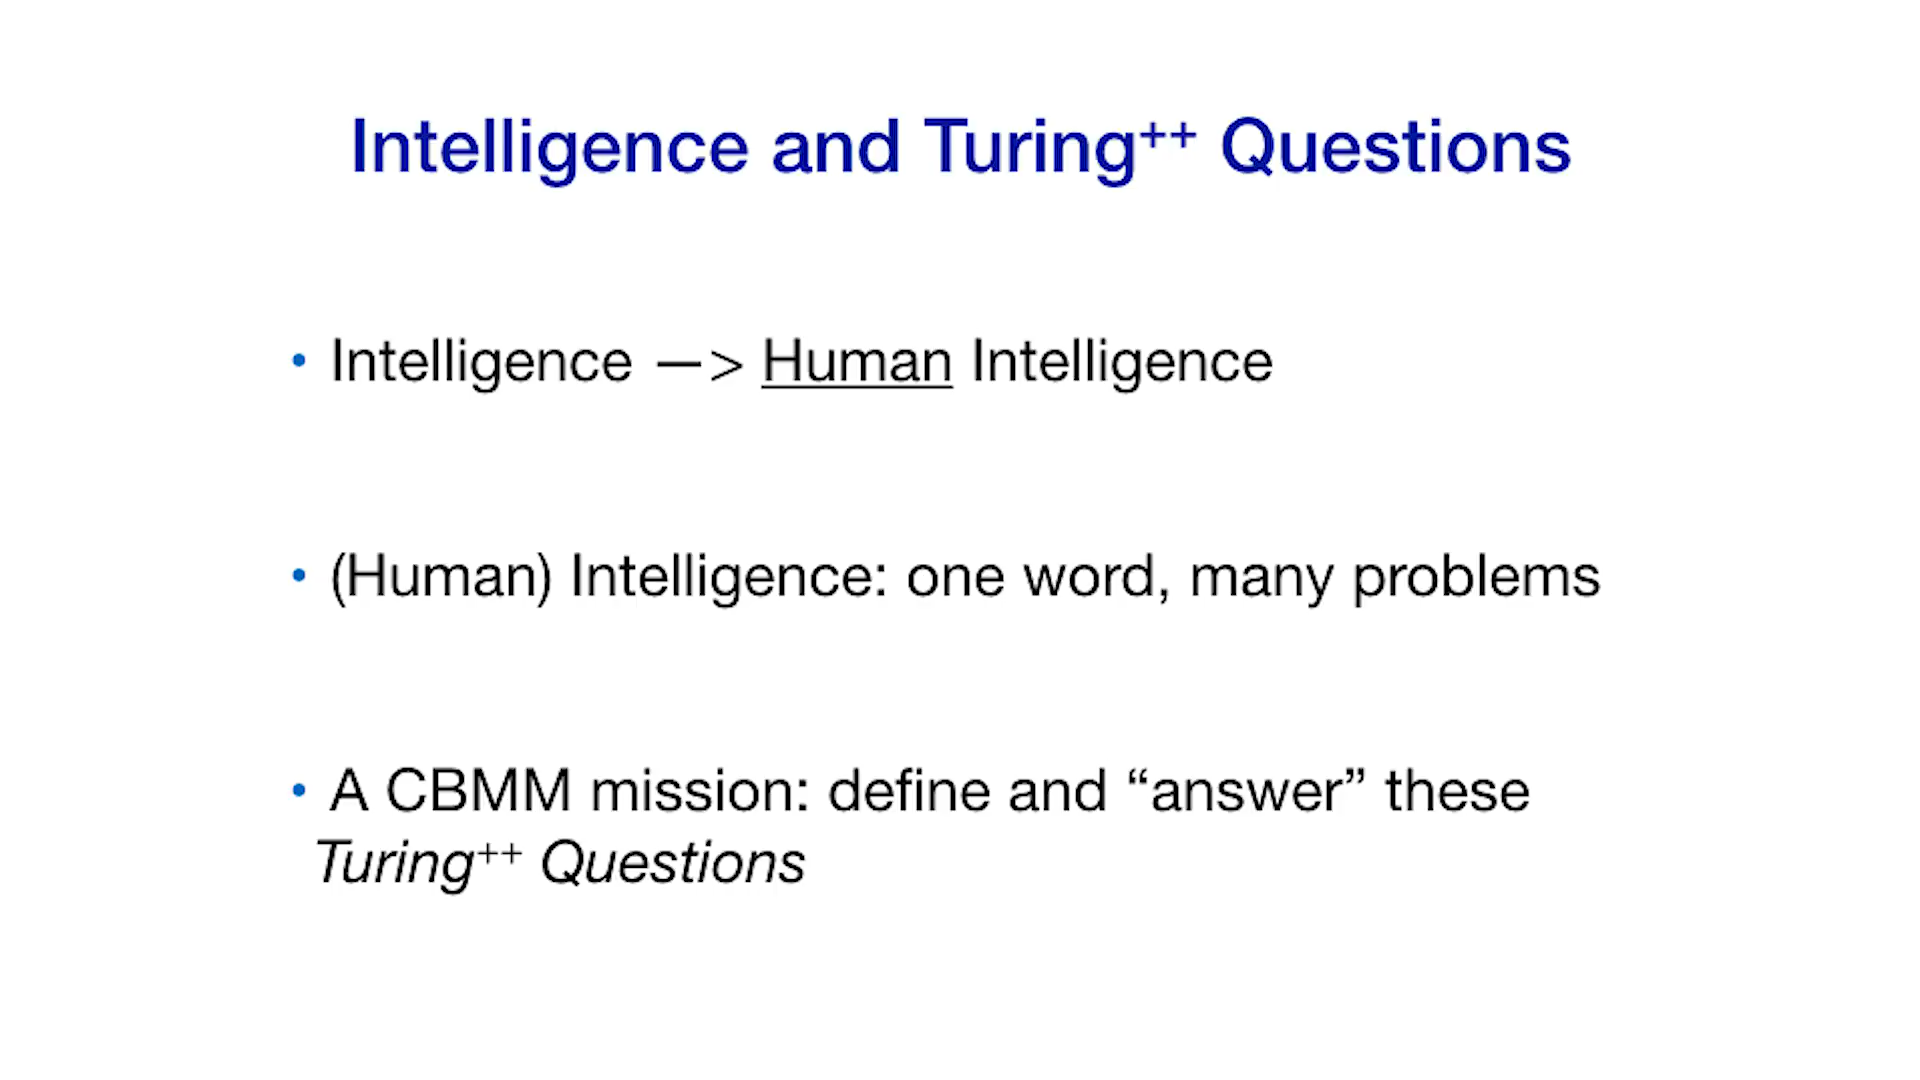 Intelligence and Turing⁺⁺ Questions
• Intelligence —> Human Intelligence
• (Human) Intelligence: one word, many problems
• A CBMM mission: define and “answer” these
Turing⁺⁺ Questions